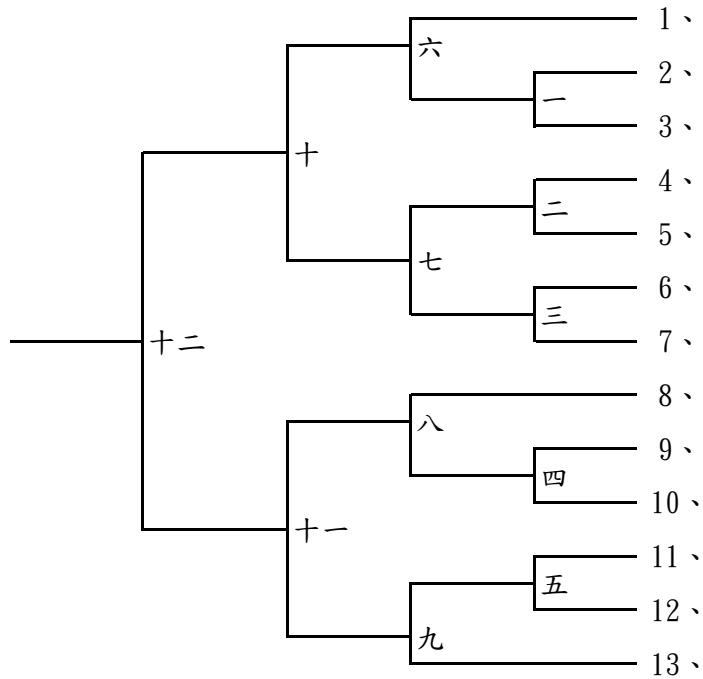 1、
六
2、
一
3、
十
4、
二
5、
七
6、
三
7、
十二
8、
八
9、
四
10、
十一
11、
五
12、
九
13、